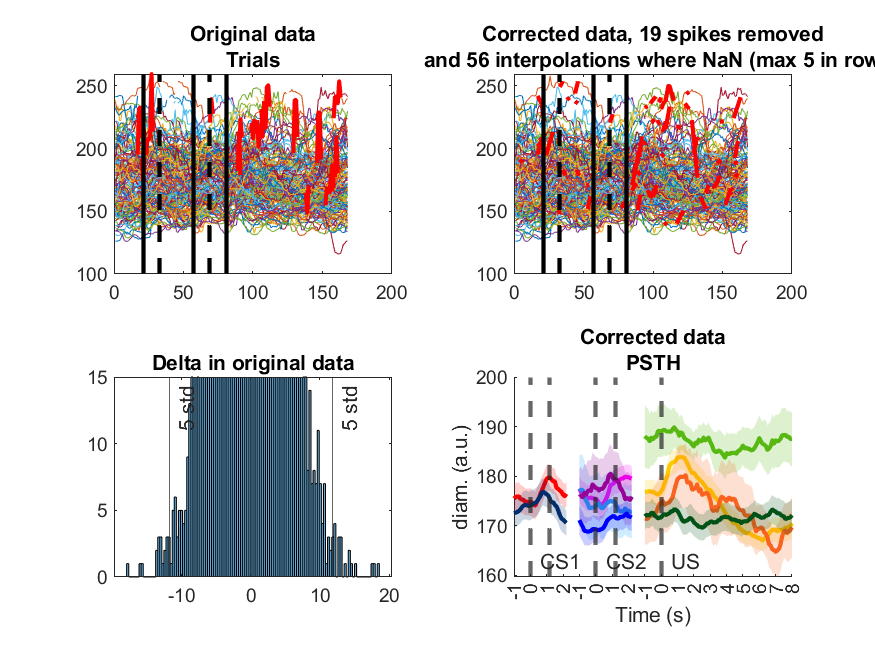 Original data
Trials
250
200
150
100
0 50 100 150 200
Corrected data, 19 spikes removed
and 56 interpolations where NaN (max 5 in row
250
200
150
100
0 50 100 150 200
Delta in original data
15
10
5
0
5 std
5 std
-10 0 10 20
Corrected data
PSTH
200
190
180
170
160
diam. (a.u.)
CS1 CS2 US
-1 0 1 2 -1 0 1 2 -1 0 1 2 3 4 5 6 7 8
Time (s)